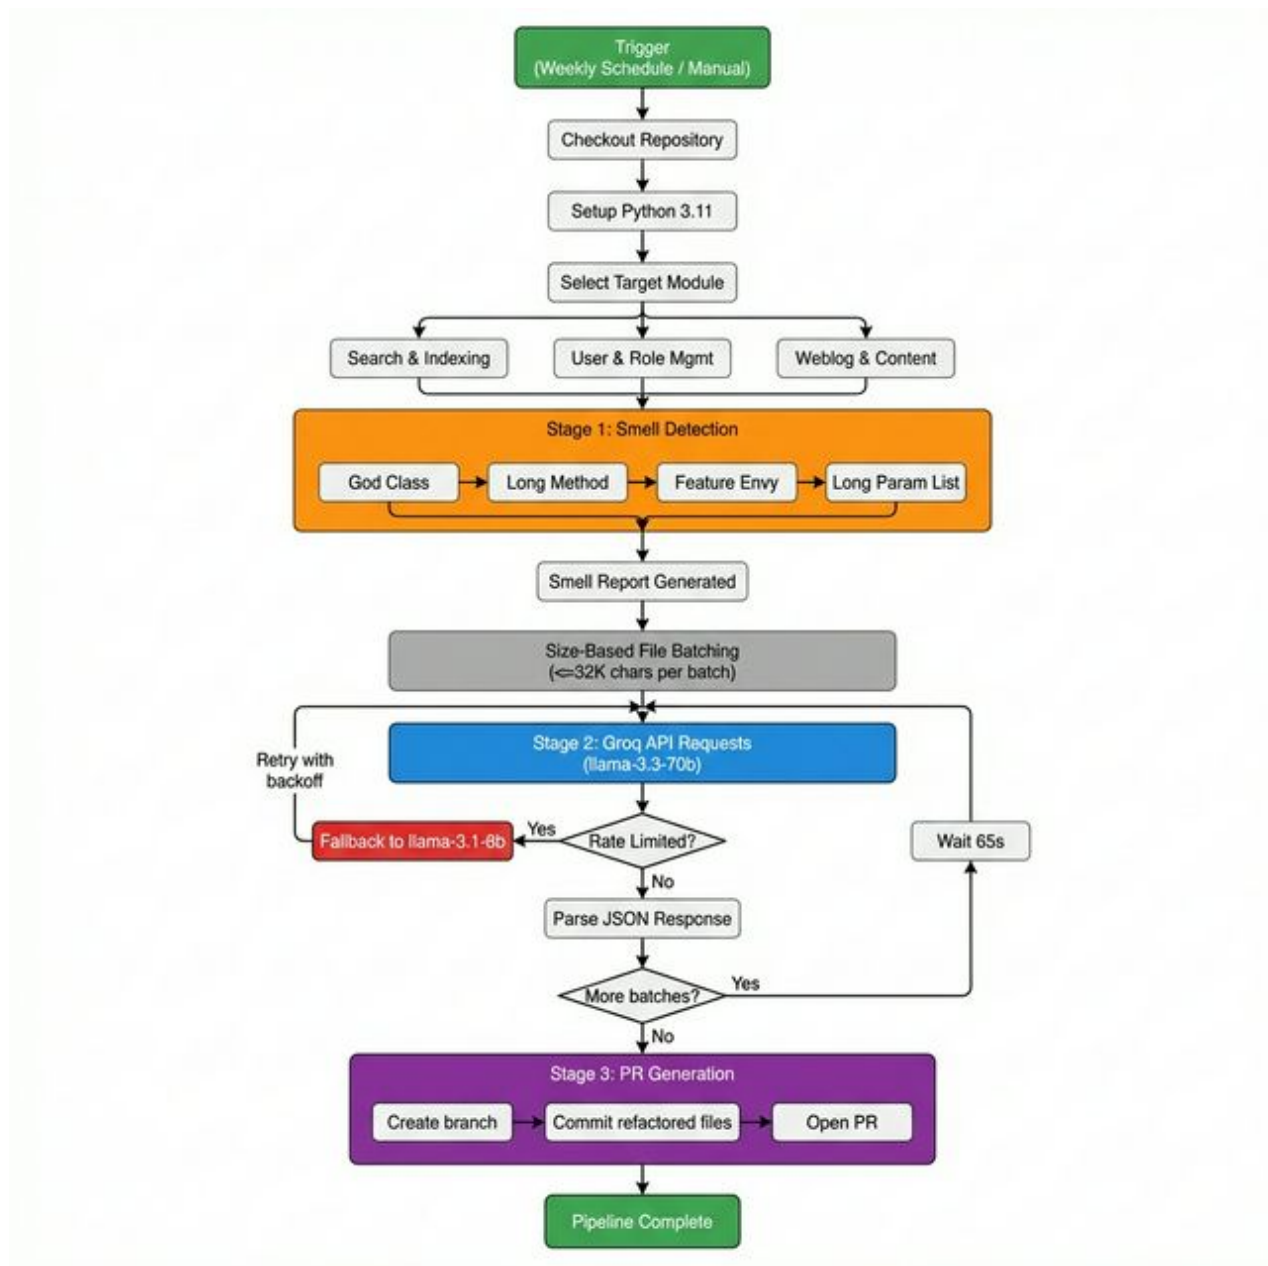 Trigger
(Weekly Schedule / Manual)
Checkout Repository
Setup Python 3.11
Select Target Module
Search & Indexing
User & Role Mgmt
Weblog & Content
Stage 1: Smell Detection
God Class
Long Method
Feature Envy
Long Param List
Smell Report Generated
Size-Based File Batching
(<=32K chars per batch)
Stage 2: Groq API Requests
(llama-3.3-70b)
Retry with
backoff
Fallback to llama-3.1-8b
Yes
Rate Limited?
Wait 65s
No
Parse JSON Response
More batches?
Yes
No
Stage 3: PR Generation
Create branch
Commit refactored files
Open PR
Pipeline Complete